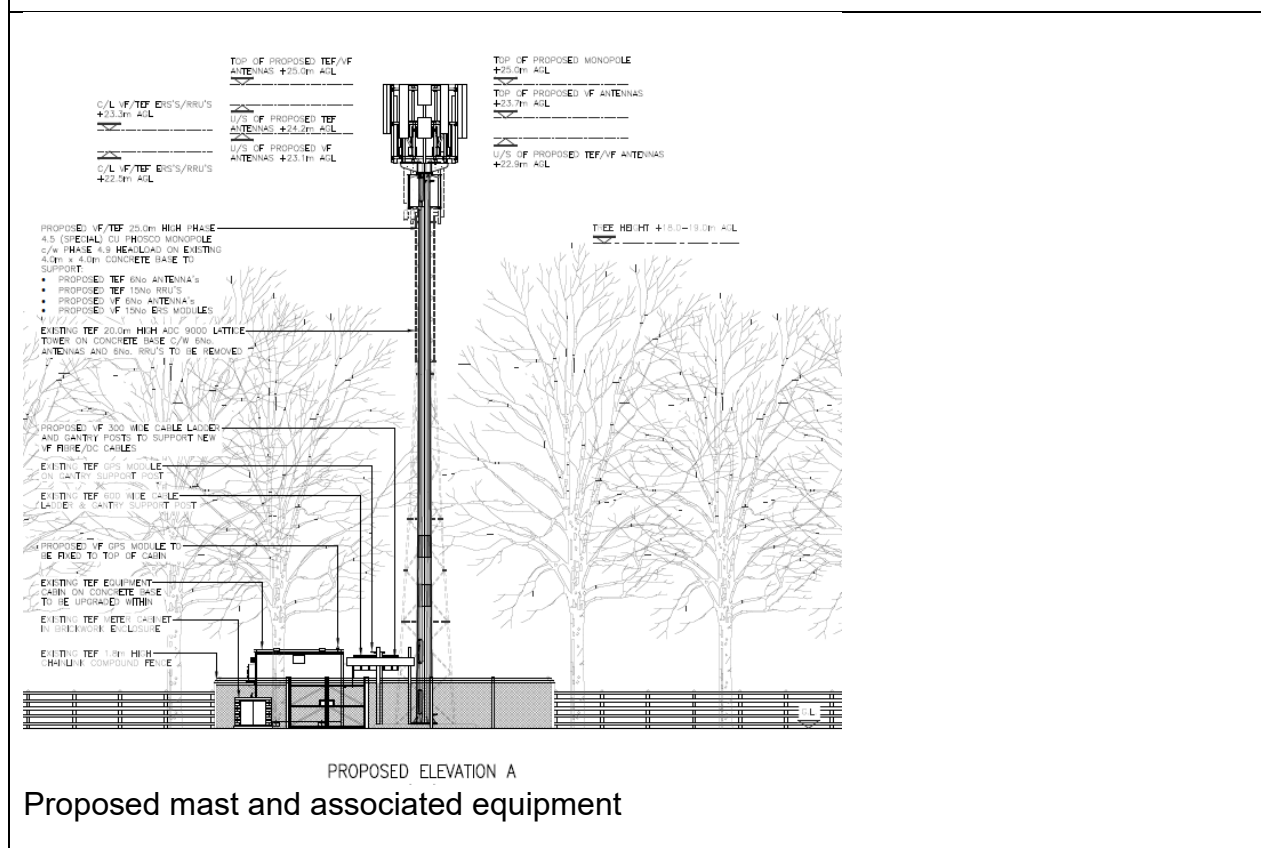 TOP OF PROPOSED TEF/VF
ANTENNAS +25.0m AGL
TOP OF PROPOSED MONOPOLE
+25.0m AGL
C/L VF/TEF ERS'S/RRU'S
+23.3m AGL
U/S OF PROPOSED TEF
ANTENNAS +24.2m AGL
TOP OF PROPOSED VF ANTENNAS
+23.7m AGL
U/S OF PROPOSED VF
ANTENNAS +23.1m AGL
U/S OF PROPOSED TEF/VF ANTENNAS
+22.9m AGL
C/L VF/TEF ERS'S/RRU'S
+22.5m AGL
PROPOSED VF/TEF 25.0m HIGH PHASE
4.5 (SPECIAL) CU PHOSCO MONOPOLE
c/w PHASE 4.9 HEADLOAD ON EXISTING
4.0m x 4.0m CONCRETE BASE TO
SUPPORT:
• PROPOSED TEF 6No ANTENNA's
• PROPOSED TEF 15No RRU'S
• PROPOSED VF 6No ANTENNA's
• PROPOSED VF 15No ERS MODULES
TREE HEIGHT +18.0-19.0m AGL
EXISTING TEF 20.0m HIGH ADC 9000 LATTICE
TOWER ON CONCRETE BASE C/W 6No.
ANTENNAS AND 6No. RRU'S TO BE REMOVED
PROPOSED VF 300 WIDE CABLE LADDER
AND GANTRY POSTS TO SUPPORT NEW
VF FIBRE/DC CABLES
EXISTING TEF GPS MODULE
ON GANTRY SUPPORT POST
EXISTING TEF 600 WIDE CABLE
LADDER & GANTRY SUPPORT POST
PROPOSED VF GPS MODULE TO
BE FIXED TO TOP OF CABIN
EXISTING TEF EQUIPMENT
CABIN ON CONCRETE BASE
TO BE UPGRADED WITHIN
EXISTING TEF METER CABINET
IN BRICKWORK ENCLOSURE
EXISTING TEF 1.8m HIGH
CHAINLINK COMPOUND FENCE
GL
PROPOSED ELEVATION A
Proposed mast and associated equipment